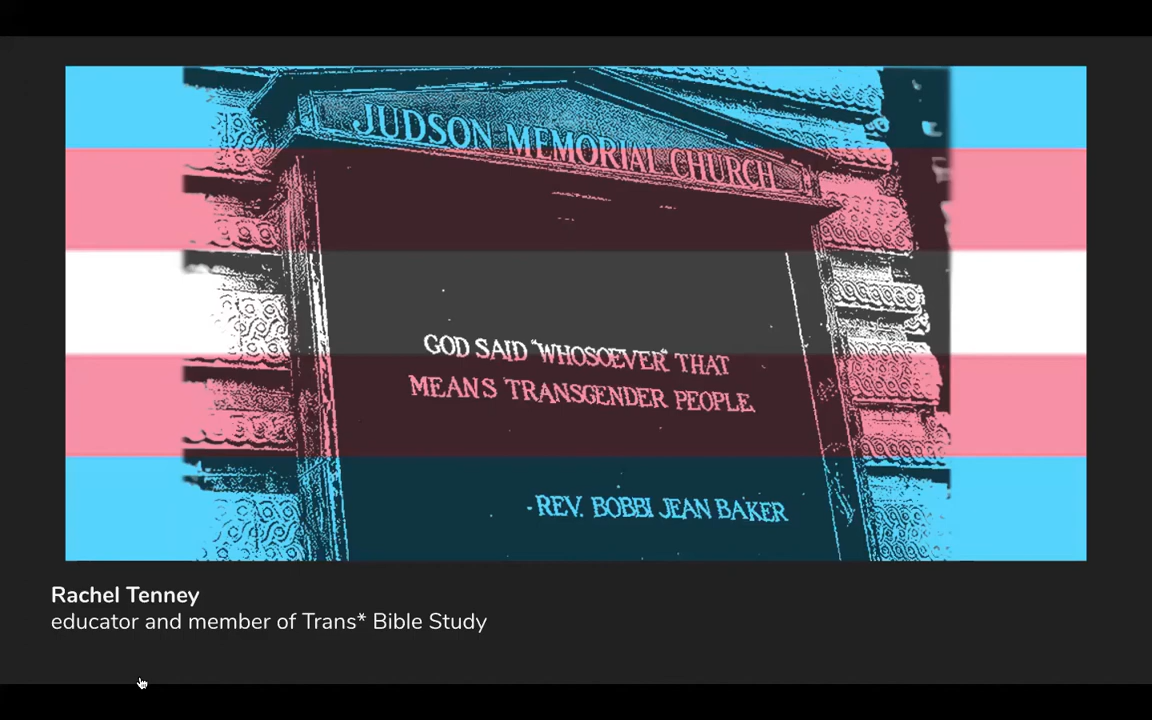 JUDSON MEMORIAL CHURCH
GOD SAID "WHOSOEVER" THAT
MEANS TRANSGENDER PEOPLE.
-REV. BOBBI JEAN BAKER
Rachel Tenney
educator and member of Trans* Bible Study